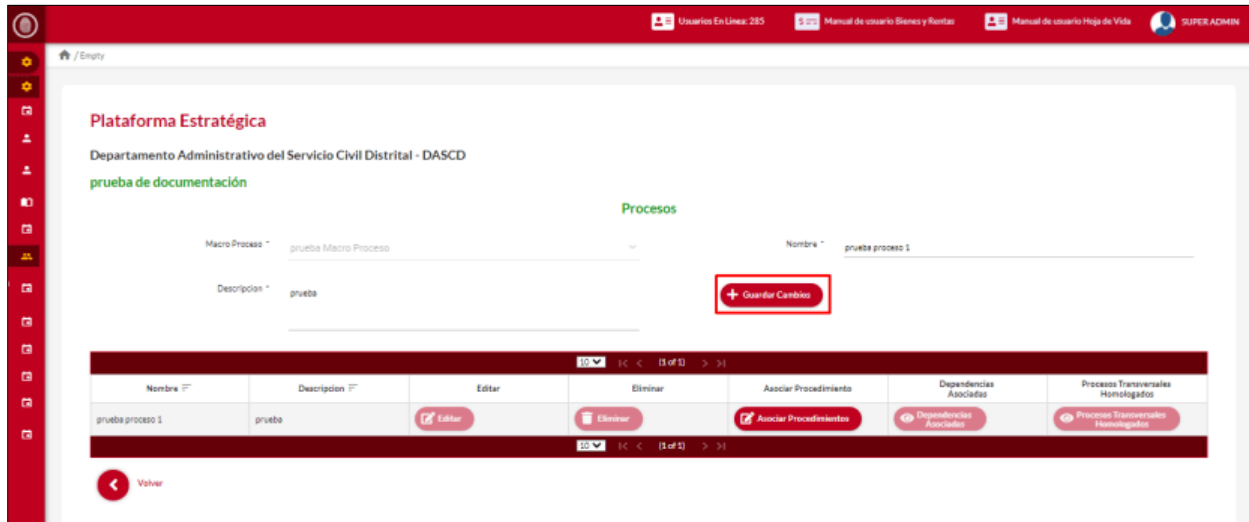 Usuarios En Linea: 285 Manual de usuario Bienes y Rentas Manual de usuario Hoja de Vida SUPER ADMIN
/ Empty
Plataforma Estratégica
Departamento Administrativo del Servicio Civil Distrital - DASCD
prueba de documentación
Procesos
Macro Proceso * prueba Macro Proceso Nombre * prueba proceso 1
Descripcion * prueba + Guardar Cambios
10 (1 of 1)
Nombre Descripcion Editar Eliminar Asociar Procedimiento Dependencias Asociadas Procesos Transversales Homologados
prueba proceso 1 prueba Editar Eliminar Asociar Procedimientos Dependencias Asociadas Procesos Transversales Homologados
10 (1 of 1)
Volver